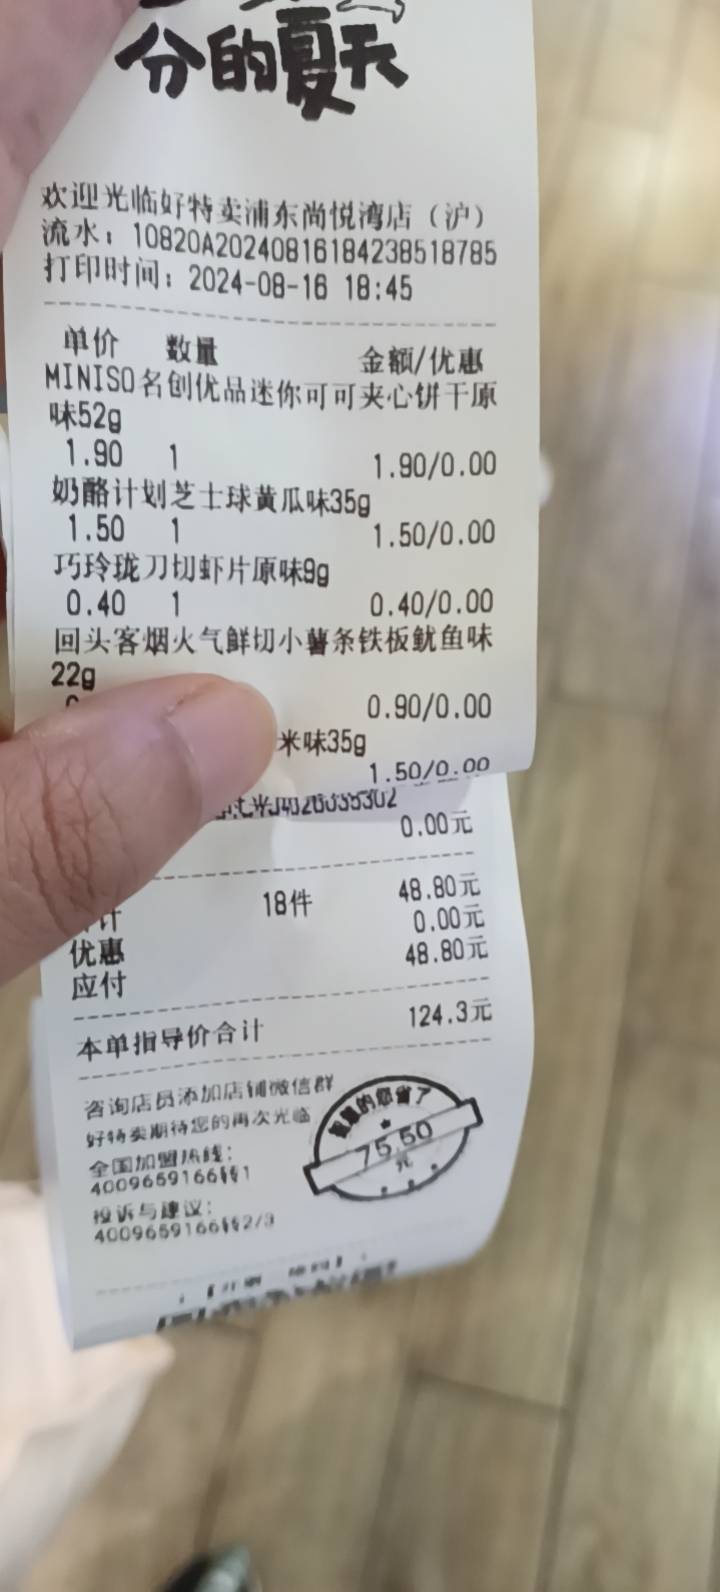 分的夏天
欢迎光临好特卖浦东尚悦湾店（沪）
流水：10820A20240816184238518785
打印时间：2024-08-16 18:45
单价 数量 金额/优惠
MINISO名创优品迷你可可夹心饼干原
味52g
1.90 1 1.90/0.00
奶酪计划芝士球黄瓜味35g
1.50 1 1.50/0.00
巧玲珑刀切虾片原味9g
0.40 1 0.40/0.00
回头客烟火气鲜切小薯条铁板鱿鱼味
22g
0.90/0.00
米味35g
1.50/0.00
0.00元
18件 48.80元
计 0.00元
优惠 48.80元
应付
本单指导价合计 124.3元
咨询店员添加店铺微信群
好特卖期待您的再次光临
全国加盟热线：
4009659166转1
投诉与建议：
4009659166转2/3
的您省了
75.50
元